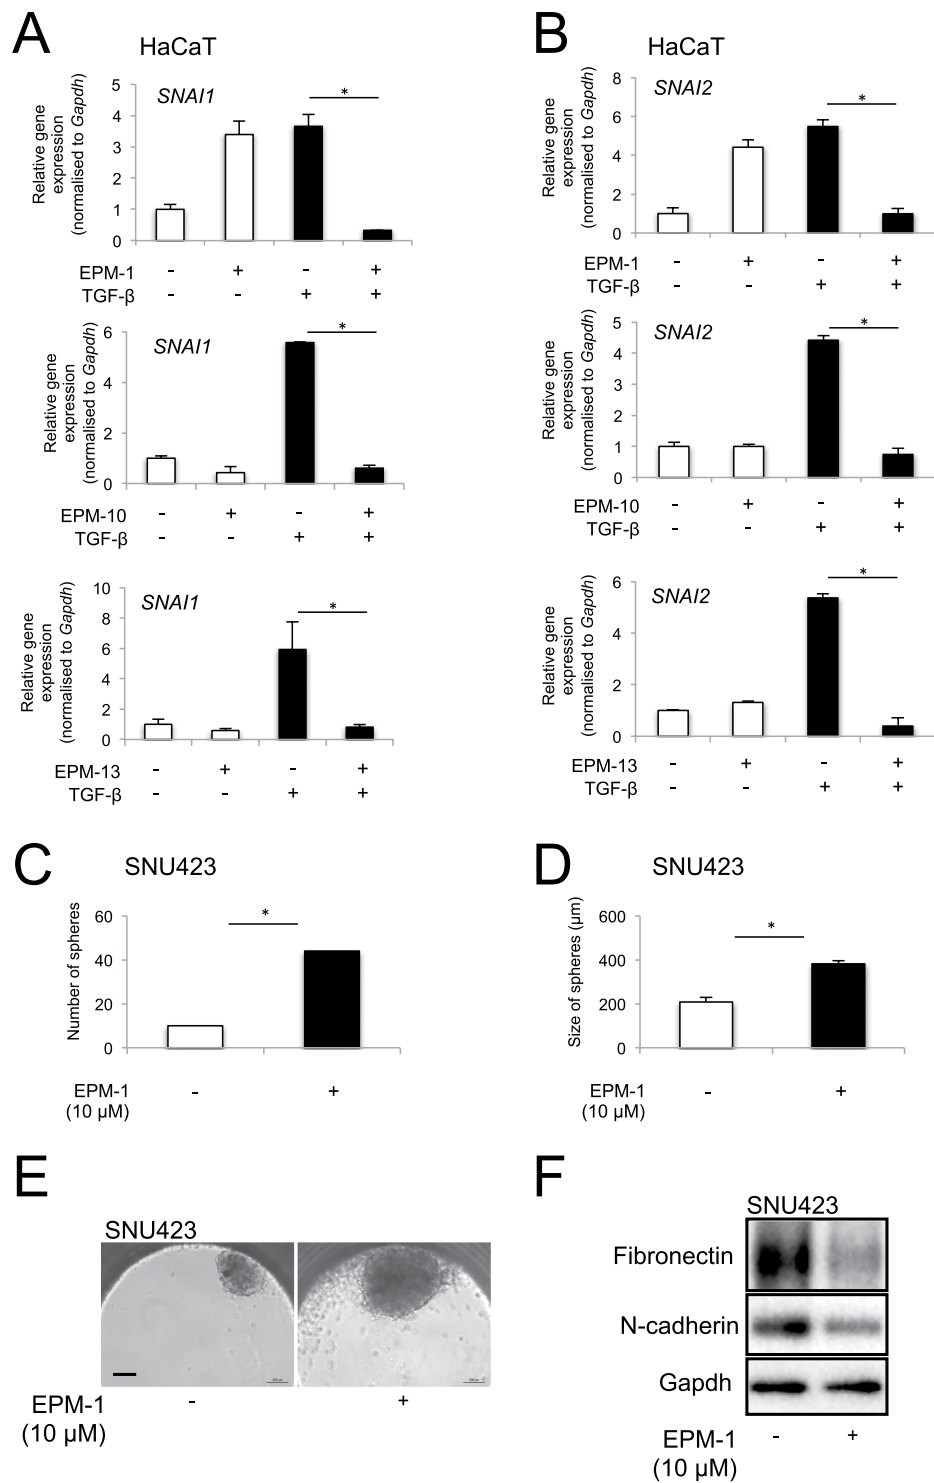 A
HaCaT
SNAI1
*
Relative gene
expression
(normalised to Gapdh)
5
4
3
2
1
0
EPM-1 - + - +
TGF-β - - + +
SNAI1
*
Relative gene
expression
(normalised to Gapdh)
6
4
2
0
EPM-10 - + - +
TGF-β - - + +
SNAI1
*
Relative gene
expression
(normalised to Gapdh)
10
8
6
4
2
0
EPM-13 - + - +
TGF-β - - + +
B
HaCaT
SNAI2
*
Relative gene
expression
(normalised to Gapdh)
8
6
4
2
0
EPM-1 - + - +
TGF-β - - + +
SNAI2
*
Relative gene
expression
(normalised to Gapdh)
5
4
3
2
1
0
EPM-10 - + - +
TGF-β - - + +
SNAI2
*
Relative gene
expression
(normalised to Gapdh)
6
4
2
0
EPM-13 - + - +
TGF-β - - + +
C
SNU423
*
Number of spheres
60
40
20
0
EPM-1 - +
(10 µM)
D
SNU423
*
Size of spheres (µm)
600
400
200
0
EPM-1 - +
(10 µM)
E
SNU423
EPM-1 - +
(10 µM)
F
SNU423
Fibronectin
N-cadherin
Gapdh
EPM-1 - +
(10 µM)